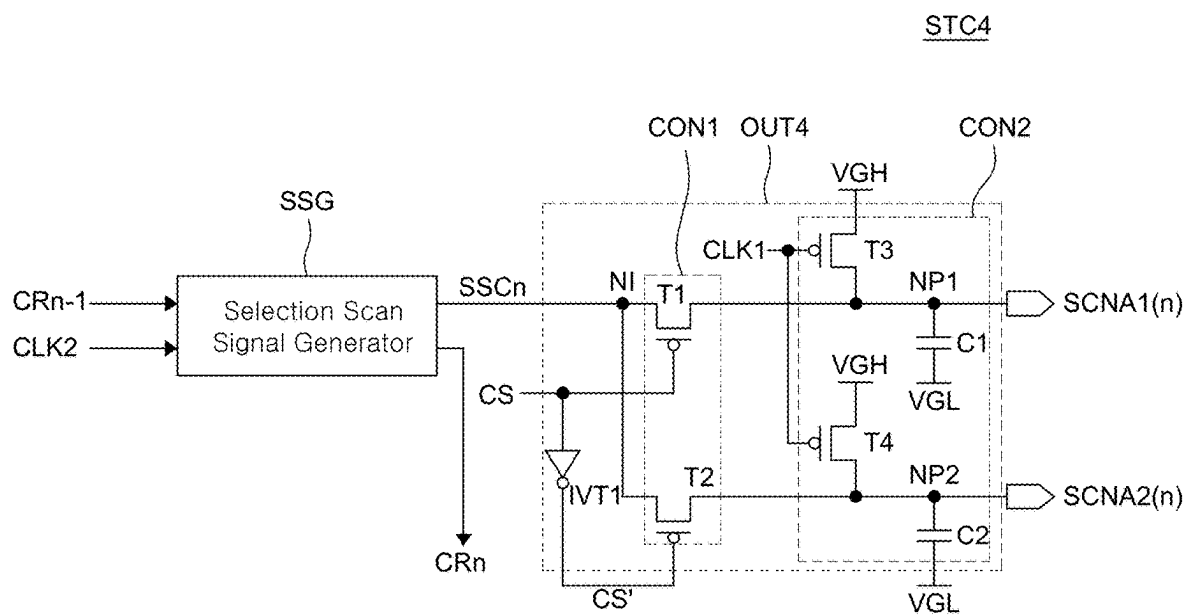 STC4
CON1
OUT4
CON2
VGH
SSG
CLK1
T3
CRn-1
CLK2
Selection Scan
Signal Generator
SSCn
NI
T1
NP1
SCNA1(n)
C1
VGH
VGL
CS
T4
IVT1
T2
NP2
SCNA2(n)
C2
CRn
CS'
VGL